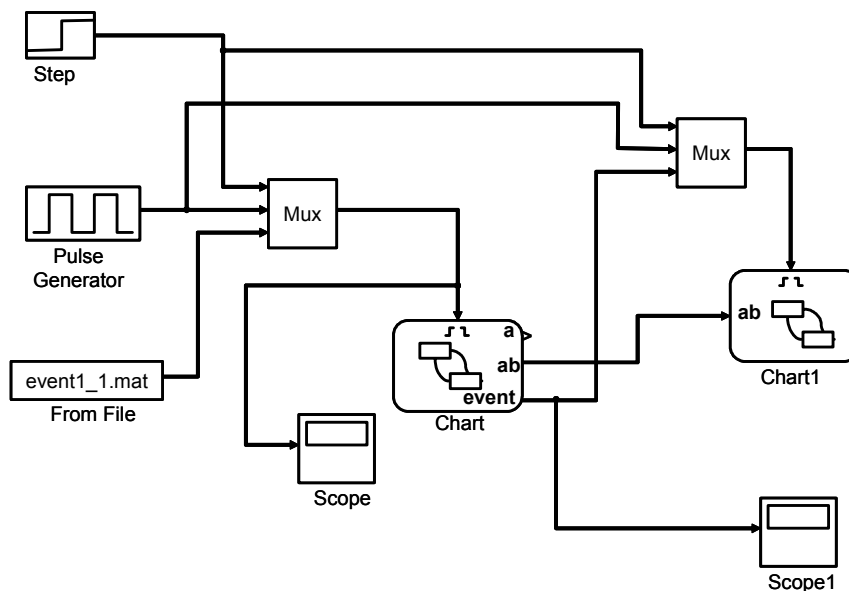 Step
Mux
Pulse
Generator
Mux
event1_1.mat
From File
a
ab
event
Chart
ab
Chart1
Scope
Scope1